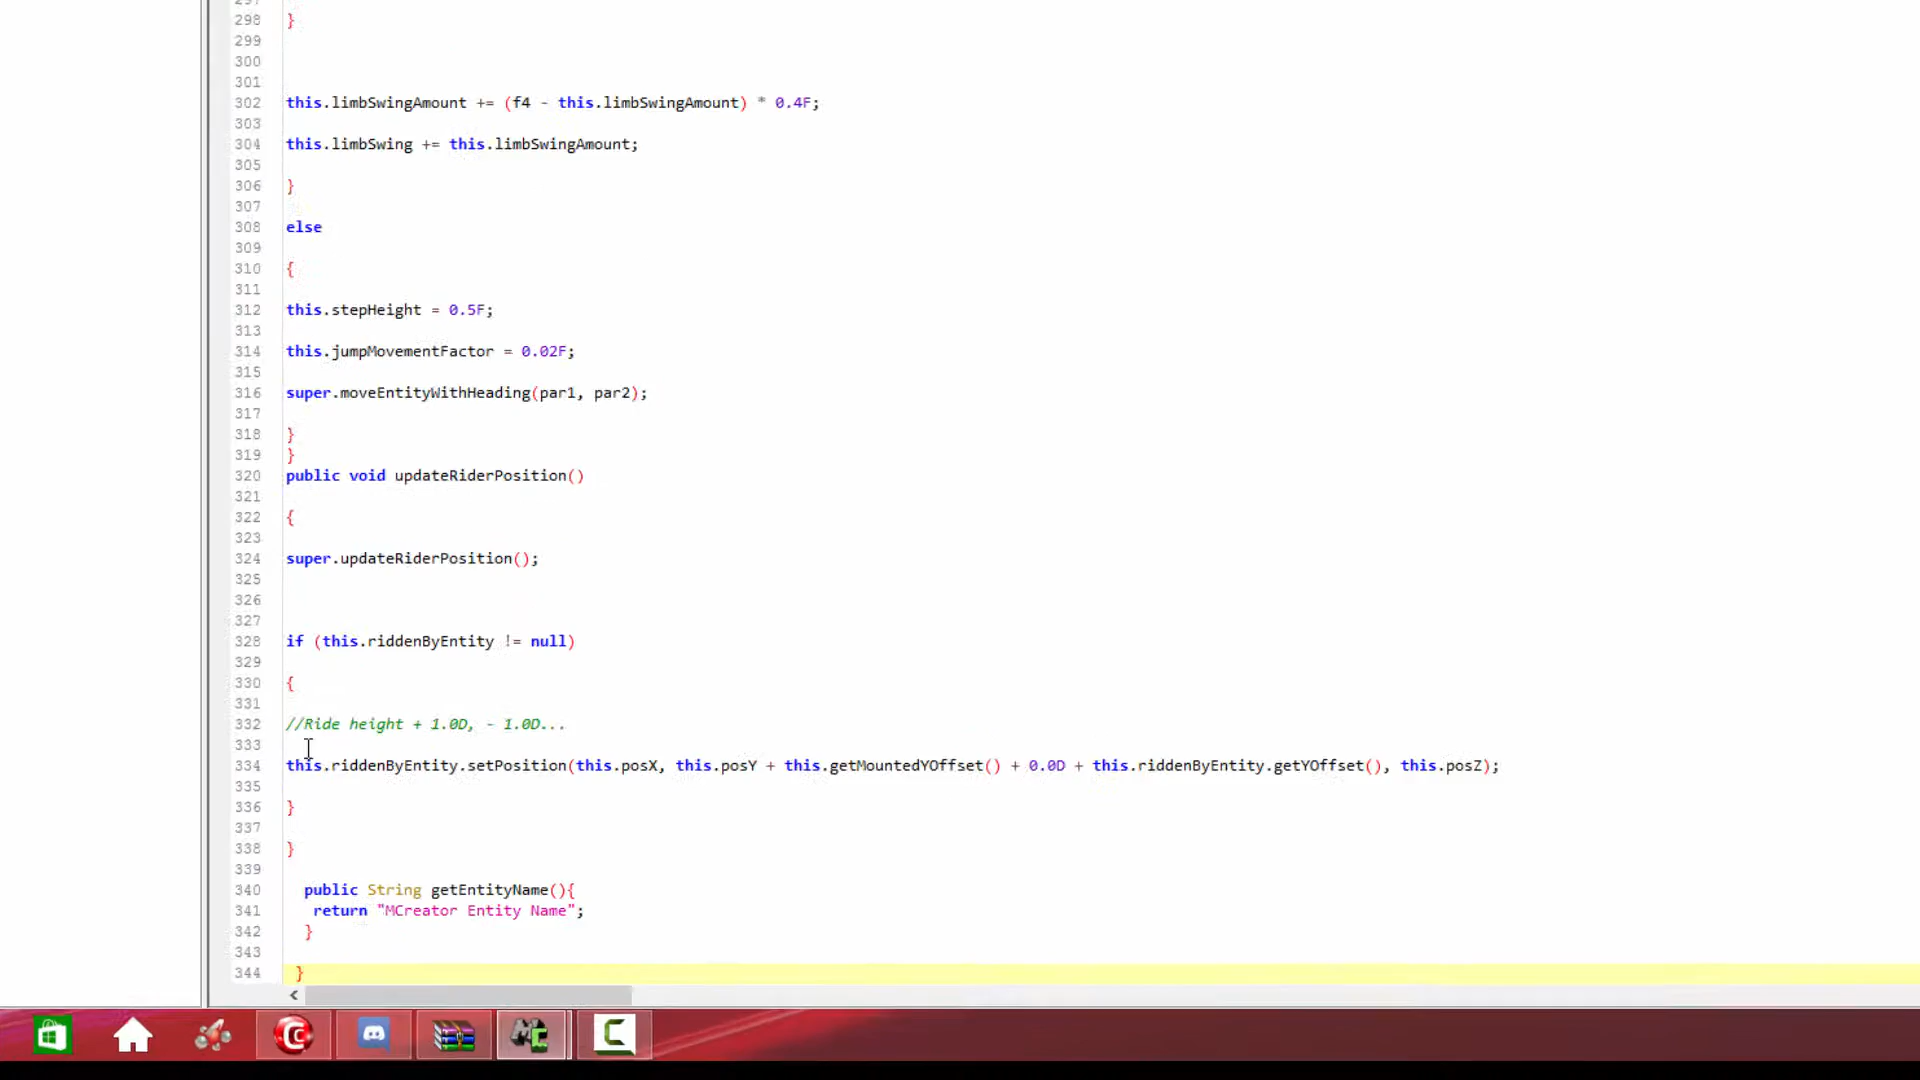 297
298 }
299
300
301
302 this.limbSwingAmount += (f4 - this.limbSwingAmount) * 0.4F;
303
304 this.limbSwing += this.limbSwingAmount;
305
306 }
307
308 else
309
310 {
311
312 this.stepHeight = 0.5F;
313
314 this.jumpMovementFactor = 0.02F;
315
316 super.moveEntityWithHeading(par1, par2);
317
318 }
319 }
320 public void updateRiderPosition()
321
322 {
323
324 super.updateRiderPosition();
325
326
327
328 if (this.riddenByEntity != null)
329
330 {
331
332 //Ride height + 1.0D, - 1.0D...
333
334 this.riddenByEntity.setPosition(this.posX, this.posY + this.getMountedYOffset() + 0.0D + this.riddenByEntity.getYOffset(), this.posZ);
335
336 }
337
338 }
339
340 public String getEntityName(){
341 return "MCreator Entity Name";
342 }
343
344 }